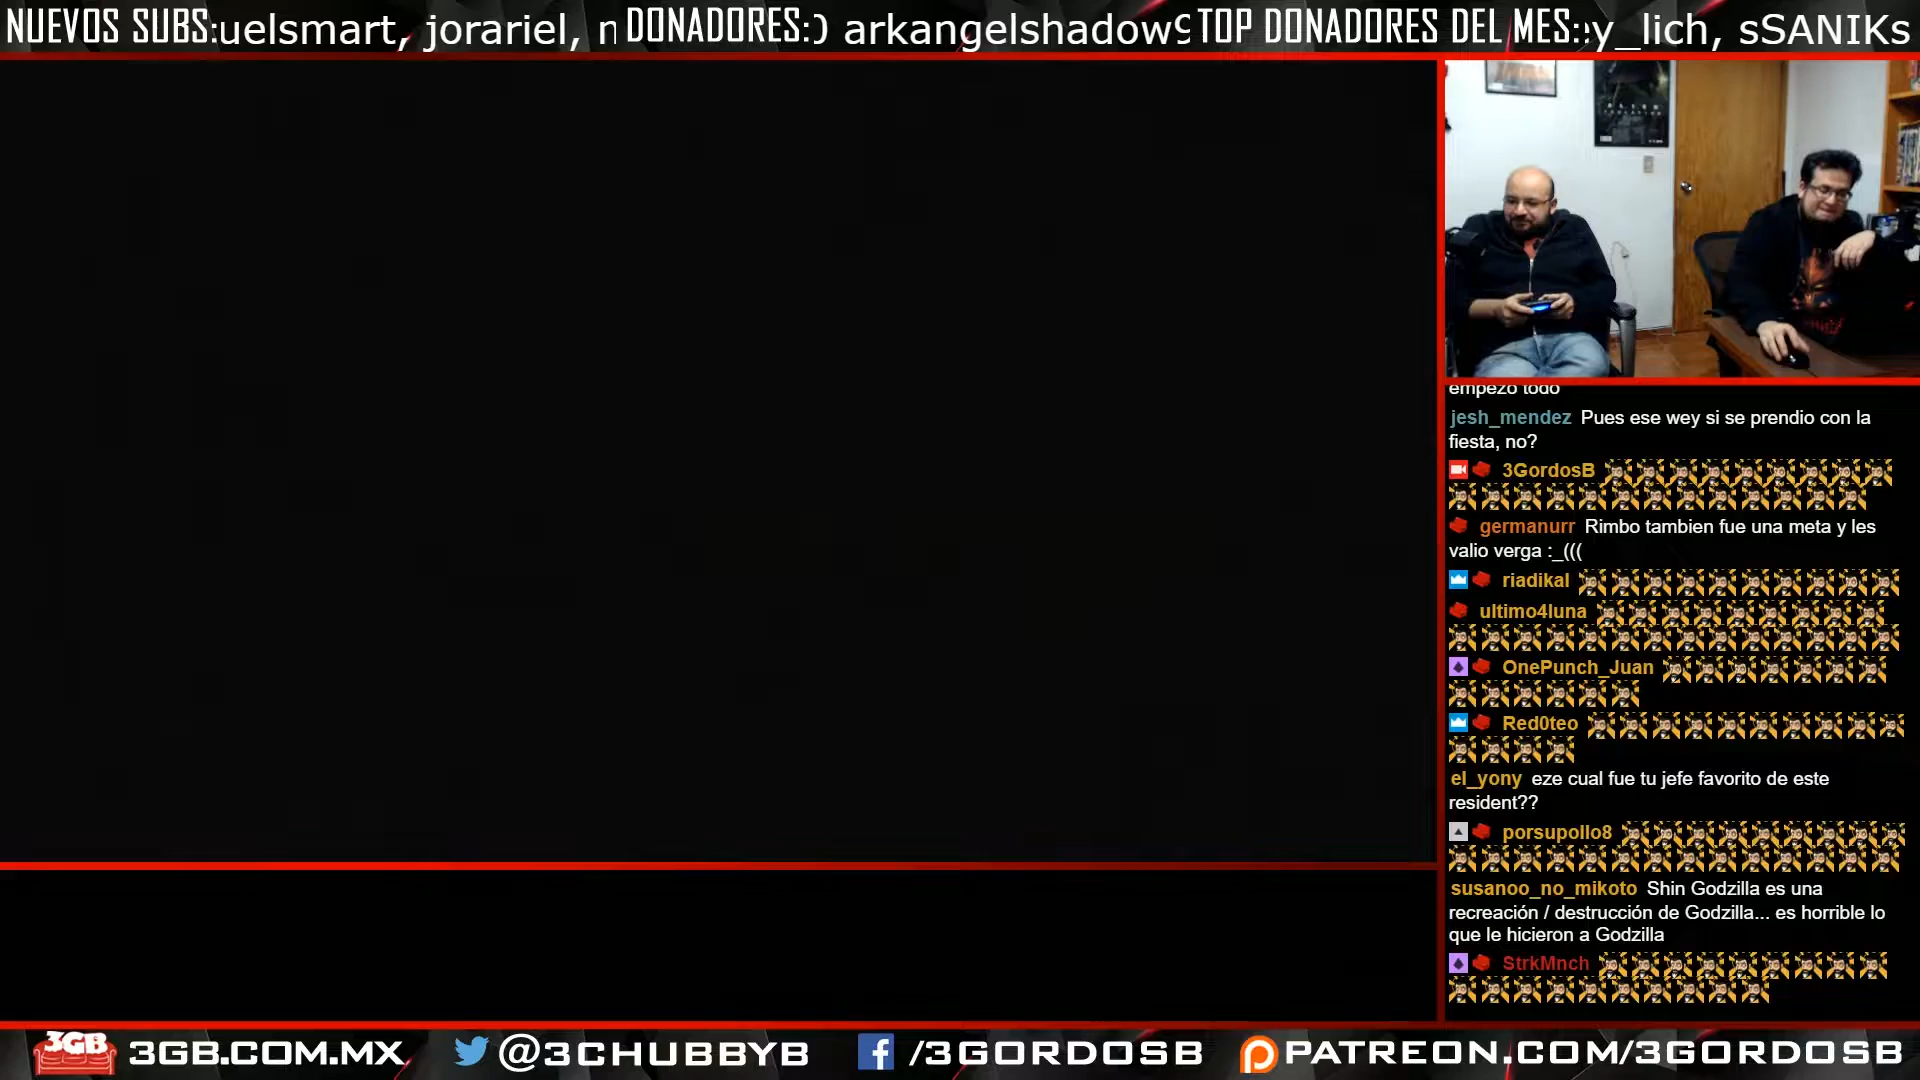 NUEVOS SUBS: uelsmart, jorariel, DONADORES: arkangelshadow9 TOP DONADORES DEL MES: ey_lich, sSANIKs
ALIEN
empezo todo
jesh_mendez Pues ese wey si se prendio con la
fiesta, no?
3GordosB
germanurr Rimbo tambien fue una meta y les
valio verga :_(((
riadikal
ultimo4luna
OnePunch_Juan
Red0teo
el_yony eze cual fue tu jefe favorito de este
resident??
porsupollo8
susanoo_no_mikoto Shin Godzilla es una
recreación / destrucción de Godzilla... es horrible lo
que le hicieron a Godzilla
StrkMnch
3GB 3GB.COM.MX @3CHUBBYB /3GORDOSB PATREON.COM/3GORDOSB